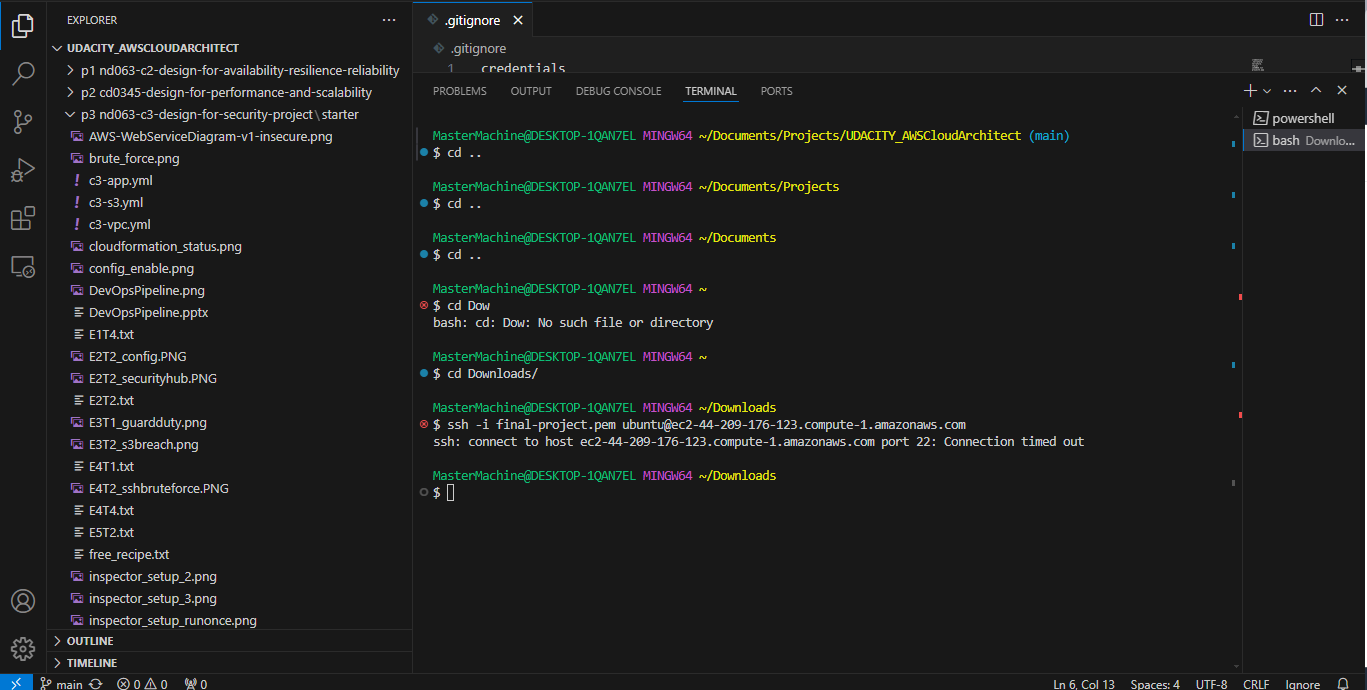 EXPLORER
UDACITY_AWSCLOUDARCHITECT
p1 nd063-c2-design-for-availability-resilience-reliability
p2 cd0345-design-for-performance-and-scalability
p3 nd063-c3-design-for-security-project\starter
AWS-WebServiceDiagram-v1-insecure.png
brute_force.png
! c3-app.yml
! c3-s3.yml
! c3-vpc.yml
cloudformation_status.png
config_enable.png
DevOpsPipeline.png
DevOpsPipeline.pptx
E1T4.txt
E2T2_config.PNG
E2T2_securityhub.PNG
E2T2.txt
E3T1_guardduty.png
E3T2_s3breach.png
E4T1.txt
E4T2_sshbruteforce.PNG
E4T4.txt
E5T2.txt
free_recipe.txt
inspector_setup_2.png
inspector_setup_3.png
inspector_setup_runonce.png
OUTLINE
TIMELINE
.gitignore
.gitignore
1 credentials
PROBLEMS OUTPUT DEBUG CONSOLE TERMINAL PORTS
MasterMachine@DESKTOP-1QAN7EL MINGW64 ~/Documents/Projects/UDACITY_AWSCloudArchitect (main)
$ cd ..
MasterMachine@DESKTOP-1QAN7EL MINGW64 ~/Documents/Projects
$ cd ..
MasterMachine@DESKTOP-1QAN7EL MINGW64 ~/Documents
$ cd ..
MasterMachine@DESKTOP-1QAN7EL MINGW64 ~
$ cd Dow
bash: cd: Dow: No such file or directory
MasterMachine@DESKTOP-1QAN7EL MINGW64 ~
$ cd Downloads/
MasterMachine@DESKTOP-1QAN7EL MINGW64 ~/Downloads
$ ssh -i final-project.pem ubuntu@ec2-44-209-176-123.compute-1.amazonaws.com
ssh: connect to host ec2-44-209-176-123.compute-1.amazonaws.com port 22: Connection timed out
MasterMachine@DESKTOP-1QAN7EL MINGW64 ~/Downloads
$
powershell
bash Downlo...
main 0 0 0 Ln 6, Col 13 Spaces: 4 UTF-8 CRLF Ignore